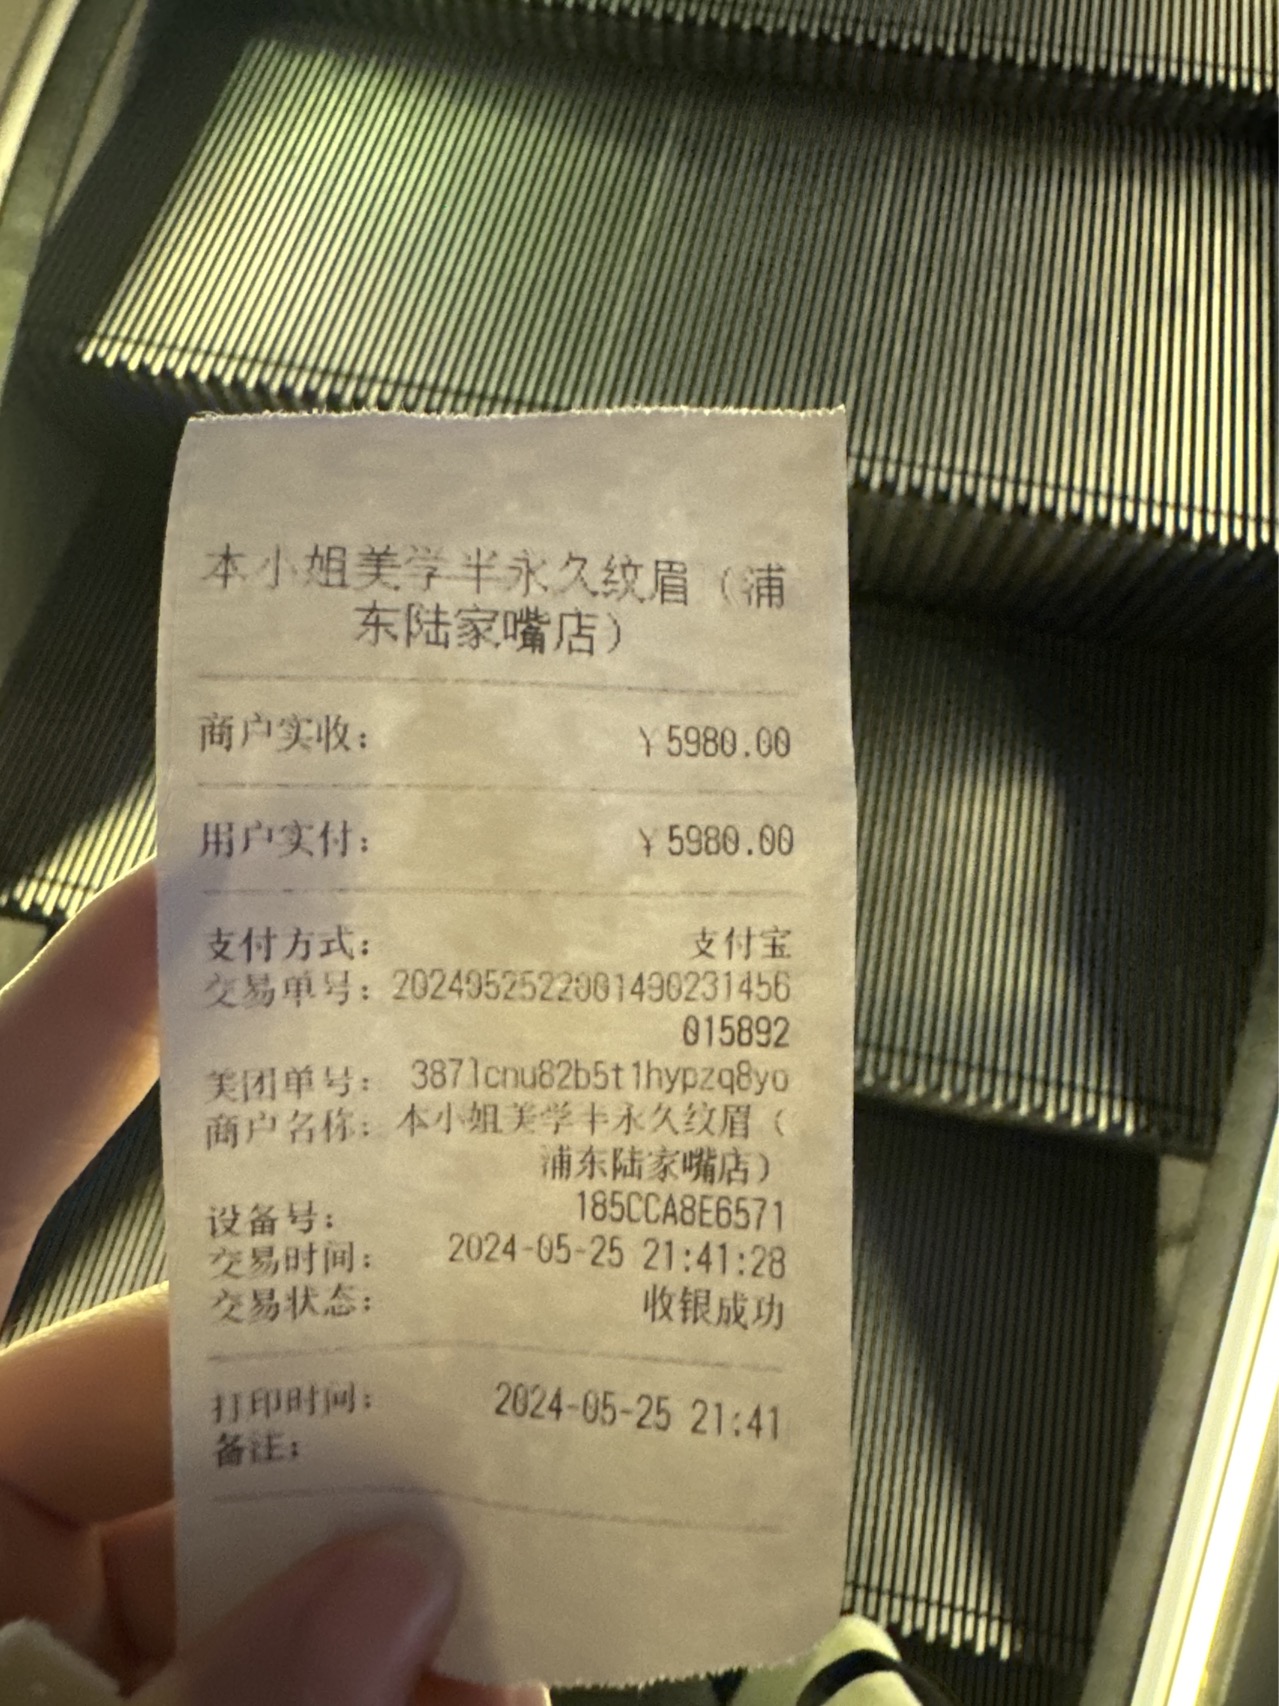 本小姐美学半永久纹眉（浦
东陆家嘴店）
商户实收： ￥5980.00
用户实付： ￥5980.00
支付方式： 支付宝
交易单号： 2024052522001490231456
015892
美团单号： 387lcnu82b5t1hypzq8yo
商户名称： 本小姐美学半永久纹眉（
浦东陆家嘴店）
设备号： 185CCA8E6571
交易时间： 2024-05-25 21:41:28
交易状态： 收银成功
打印时间： 2024-05-25 21:41
备注：